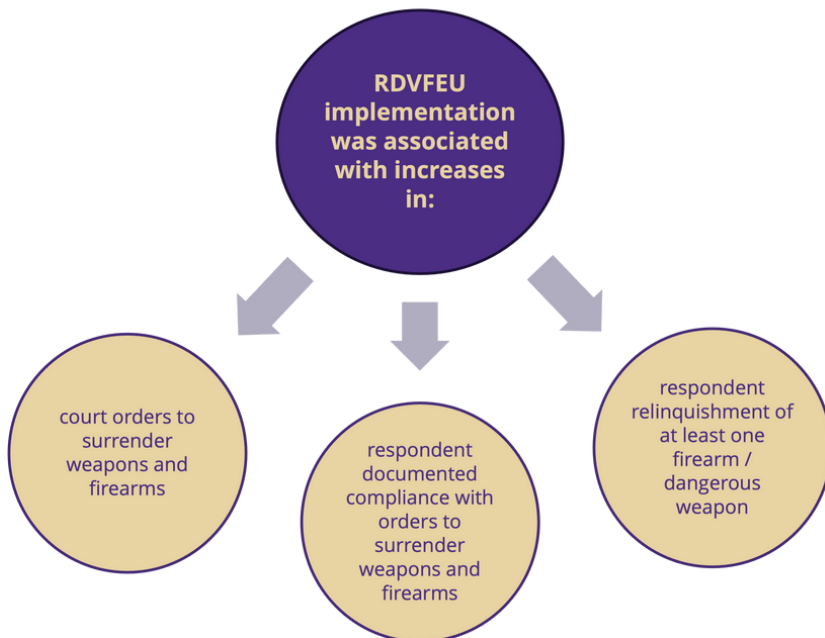 RDVFEU
implementation
was associated
with increases
in:
court orders to
surrender
weapons and
firearms
respondent
documented
compliance with
orders to
surrender
weapons and
firearms
respondent
relinquishment of
at least one
firearm /
dangerous
weapon